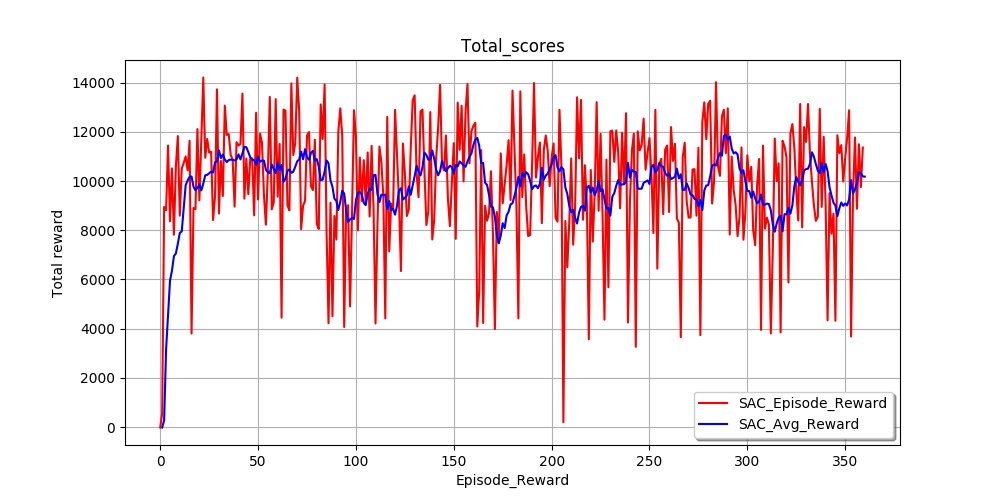 Total_scores
Total reward
14000
12000
10000
8000
6000
4000
2000
0
SAC_Episode_Reward
SAC_Avg_Reward
0 50 100 150 200 250 300 350
Episode_Reward